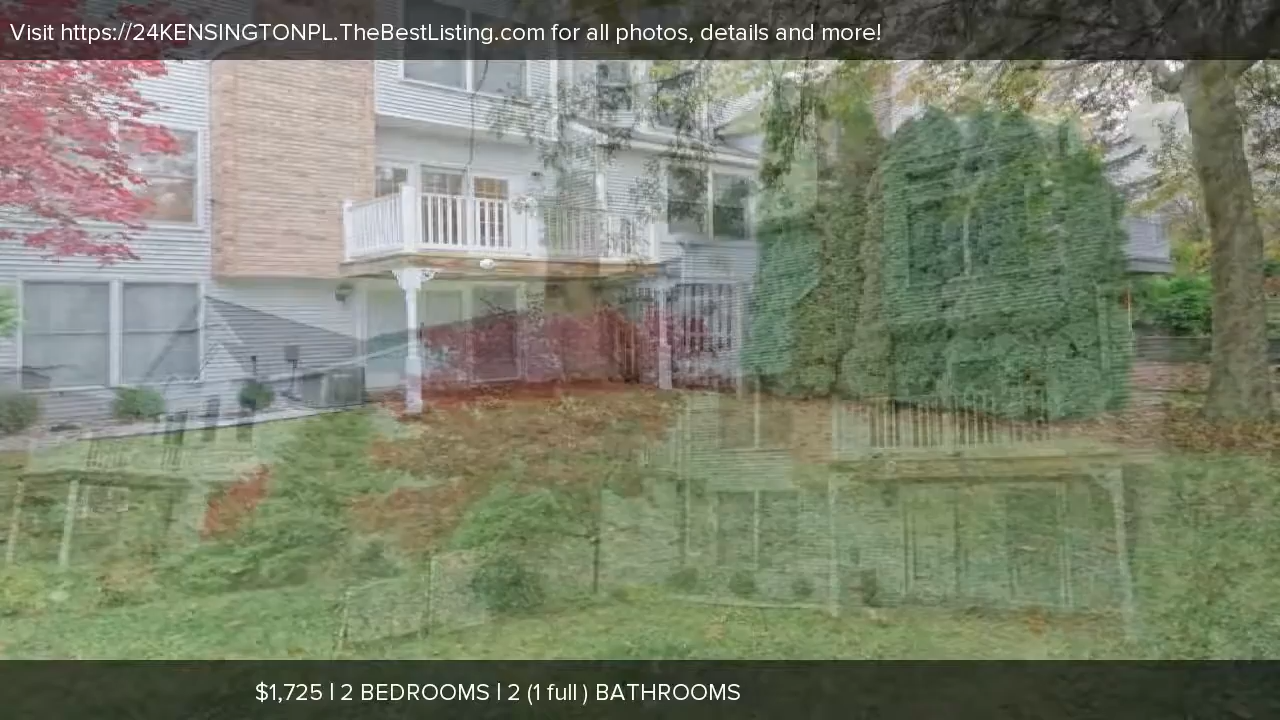 Visit https://24KENSINGTONPL.TheBestListing.com for all photos, details and more!
$1,725 | 2 BEDROOMS | 2 (1 full ) BATHROOMS